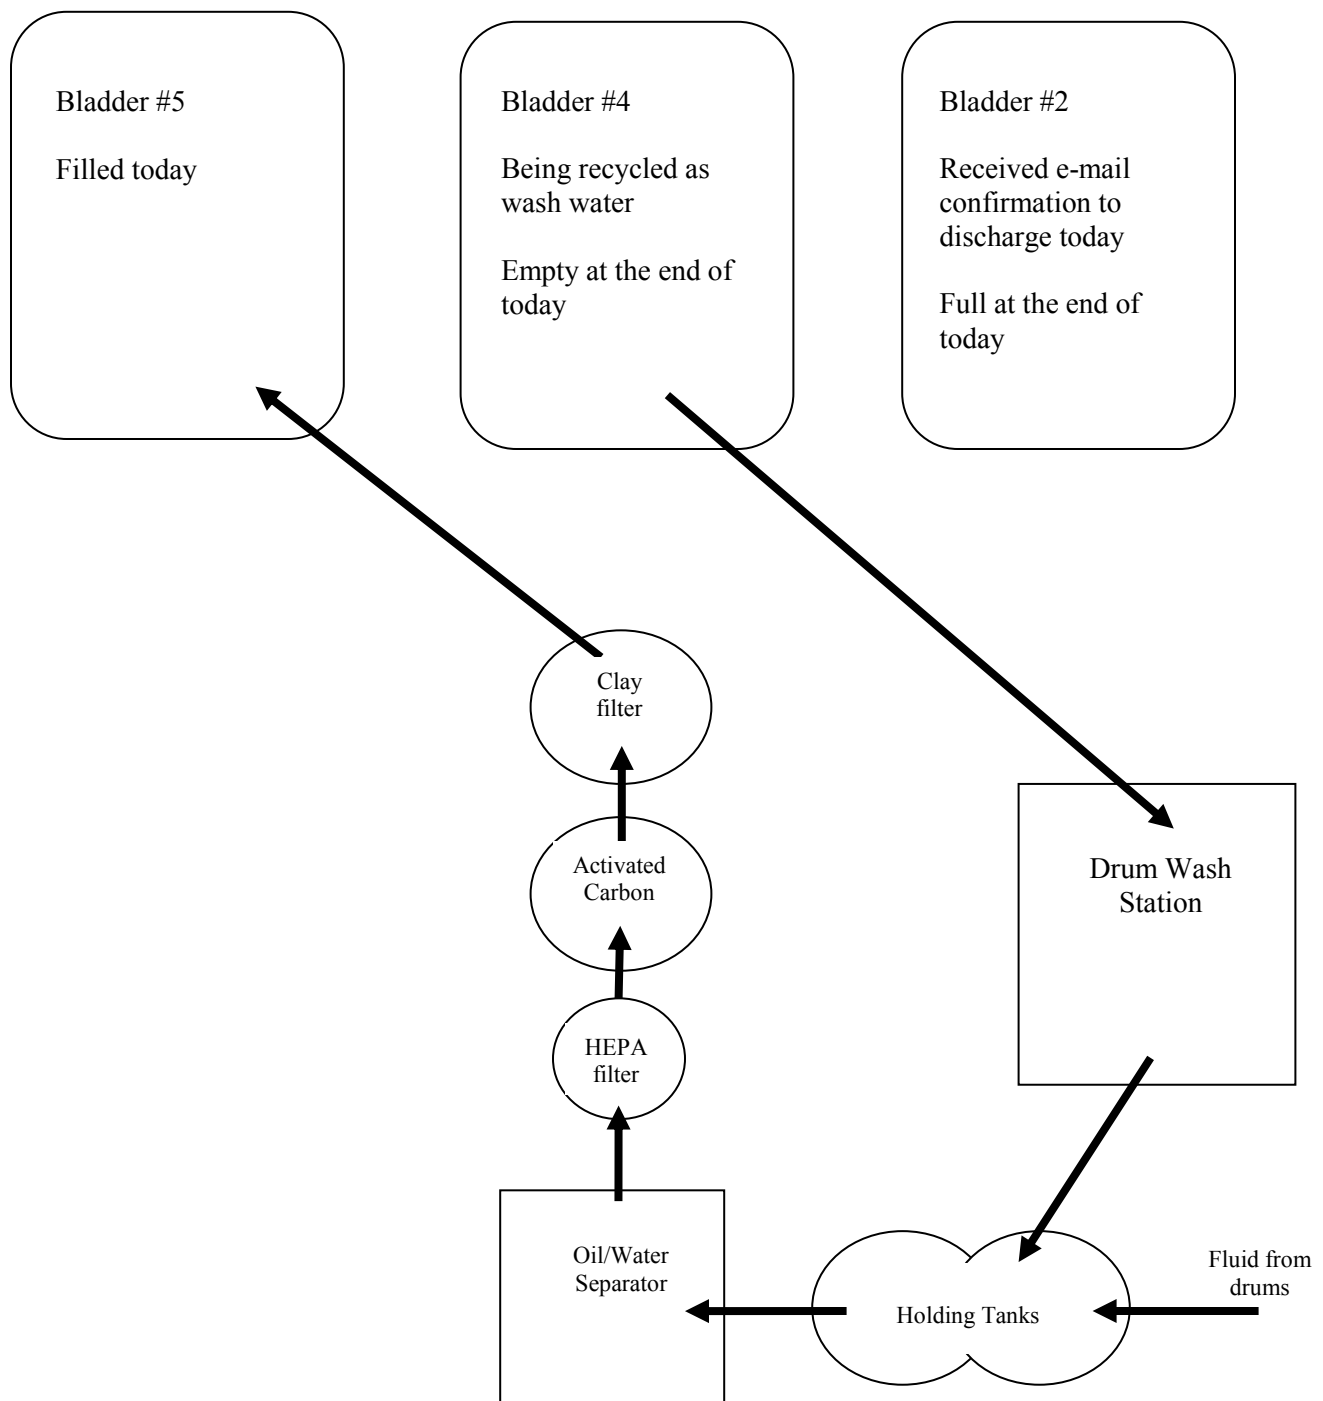 Bladder #5
Filled today
Bladder #4
Being recycled as
wash water
Empty at the end of
today
Bladder #2
Received e-mail
confirmation to
discharge today
Full at the end of
today
Clay
filter
Activated
Carbon
HEPA
filter
Drum Wash
Station
Oil/Water
Separator
Holding Tanks
Fluid from
drums